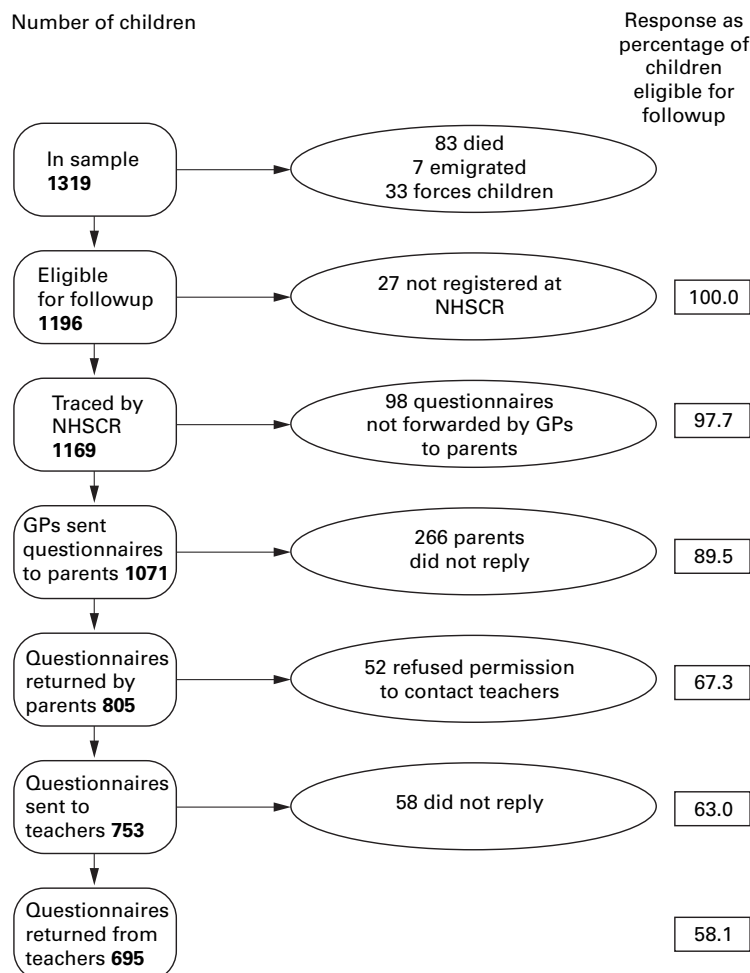 Number of children
Response as
percentage of
children
eligible for
followup
In sample
1319
83 died
7 emigrated
33 forces children
Eligible
for followup
1196
27 not registered at
NHSCR
100.0
Traced by
NHSCR
1169
98 questionnaires
not forwarded by GPs
to parents
97.7
GPs sent
questionnaires
to parents 1071
266 parents
did not reply
89.5
Questionnaires
returned by
parents 805
52 refused permission
to contact teachers
67.3
Questionnaires
sent to
teachers 753
58 did not reply
63.0
Questionnaires
returned from
teachers 695
58.1